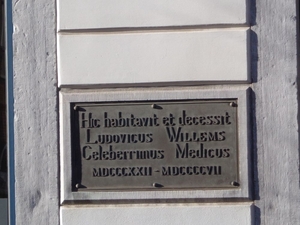 Hic habitavit et decessit
Ludovicus Willems
Celeberrimus Medicus
MDCCCXXII - MDCCCCVII